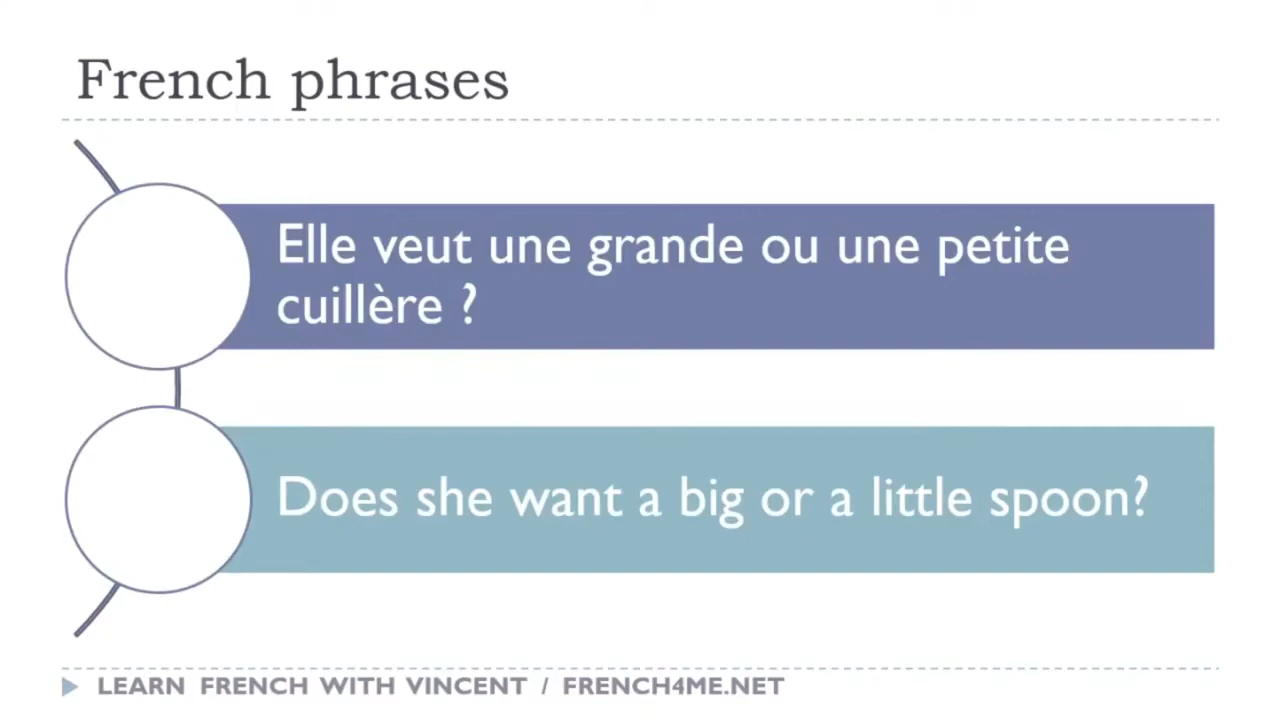 French phrases
Elle veut une grande ou une petite
cuillère ?
Does she want a big or a little spoon?
LEARN FRENCH WITH VINCENT / FRENCH4ME.NET